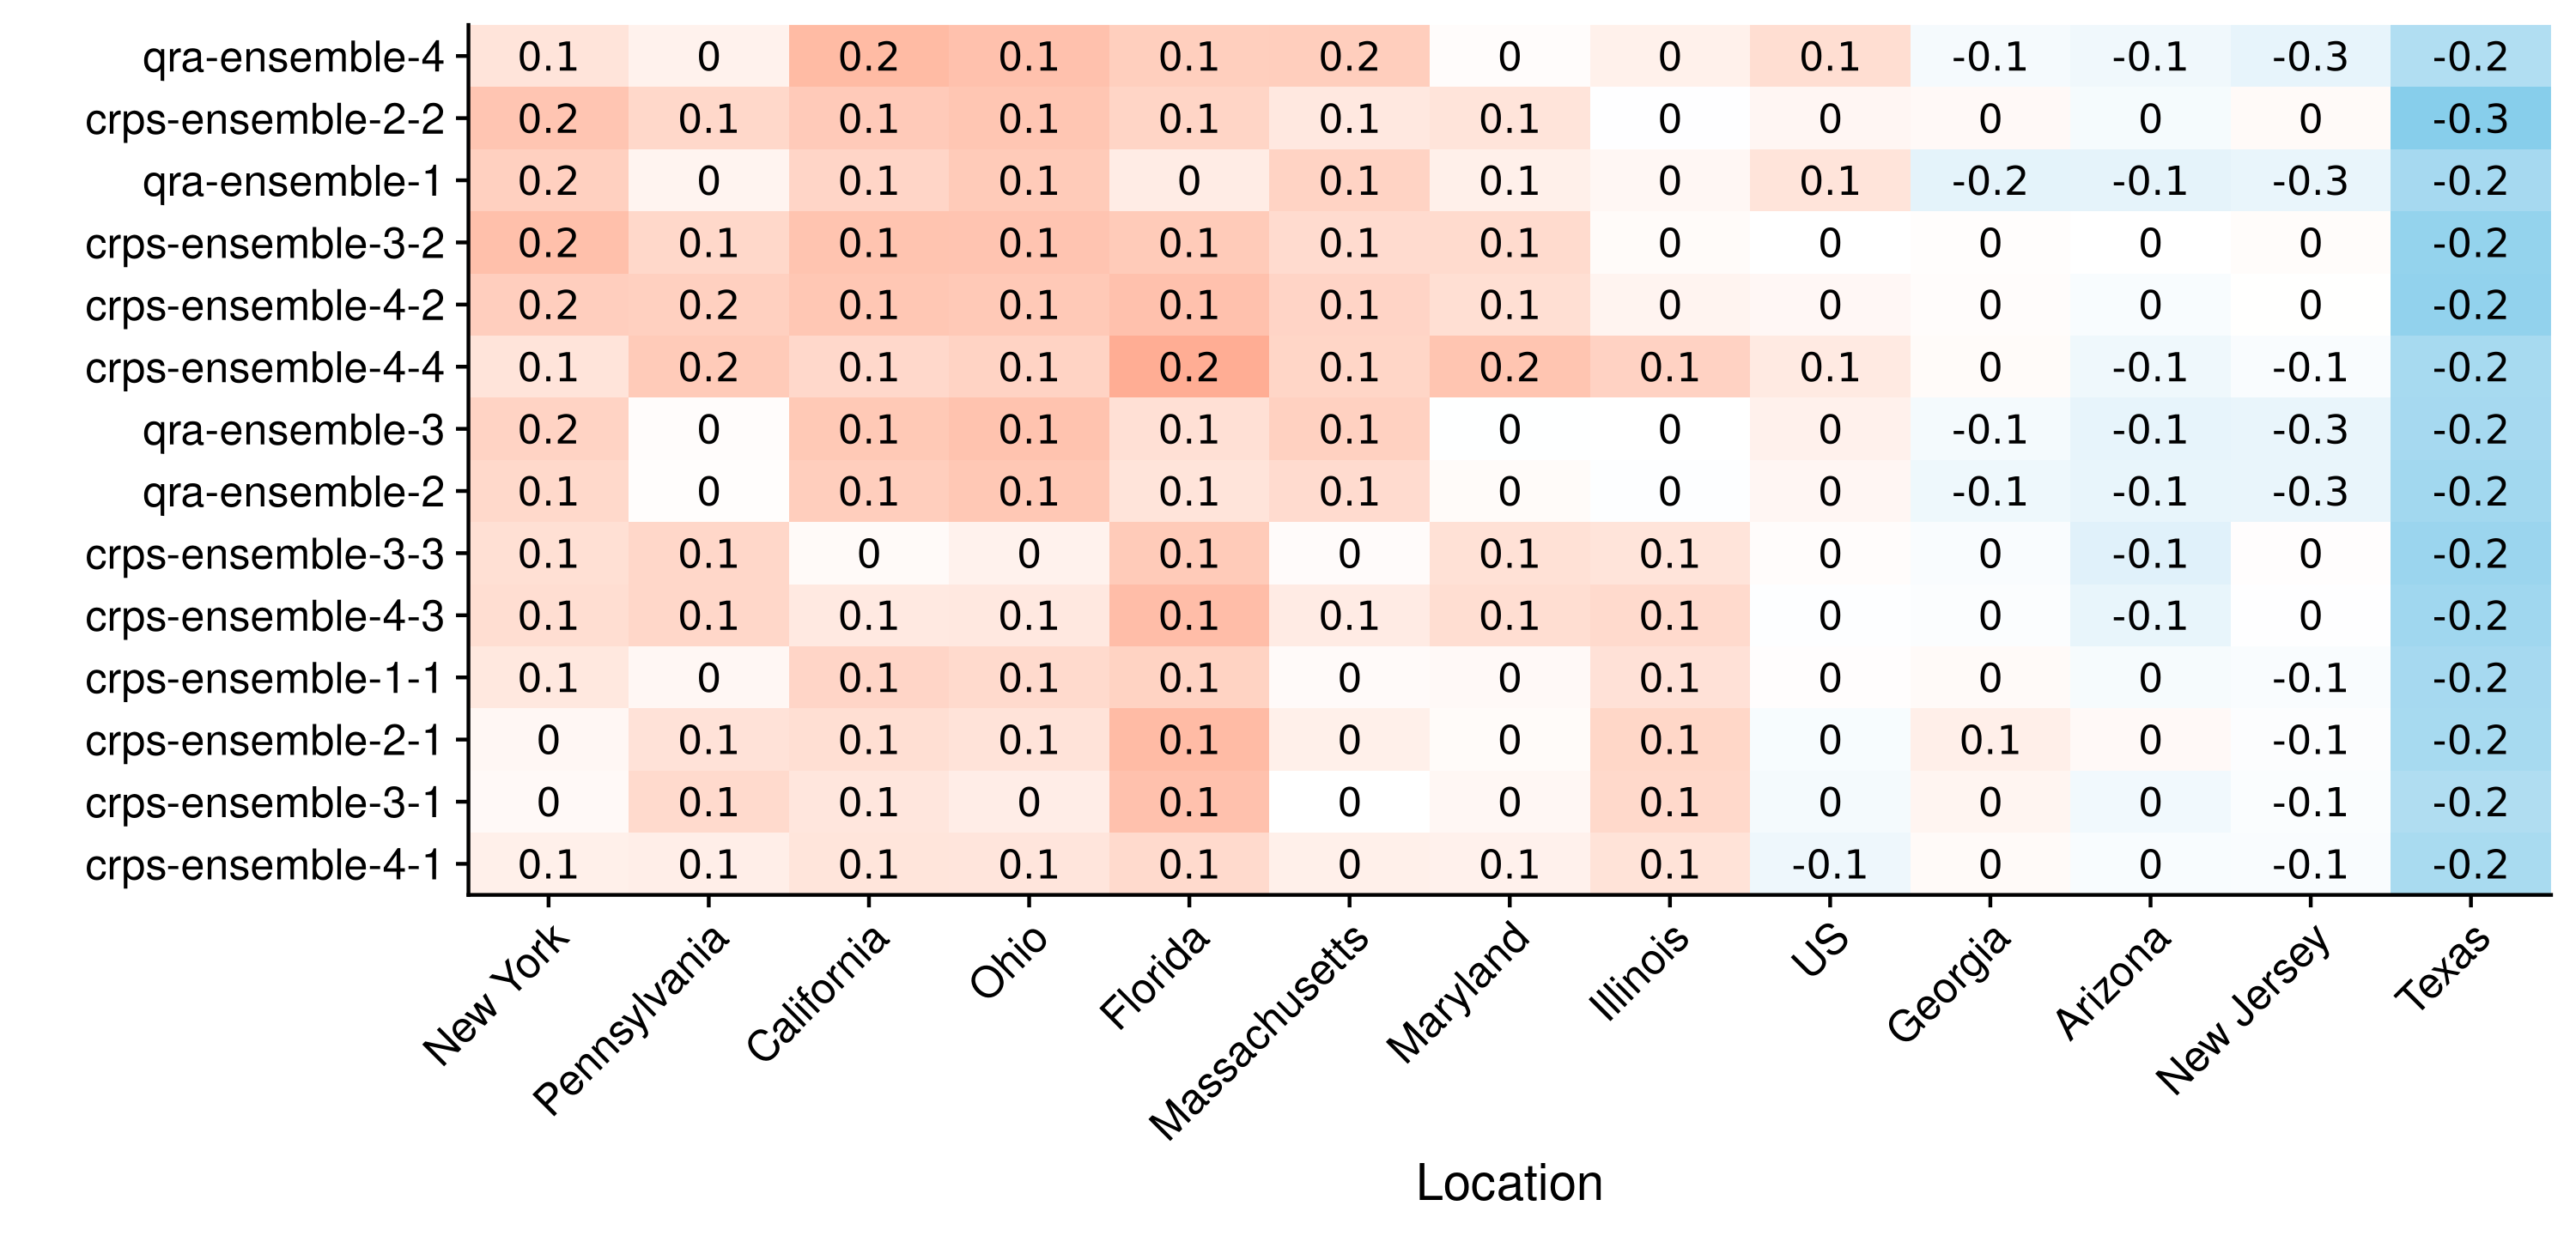 qra-ensemble-4 0.1 0 0.2 0.1 0.1 0.2 0 0 0.1 -0.1 -0.1 -0.3 -0.2
crps-ensemble-2-2 0.2 0.1 0.1 0.1 0.1 0.1 0.1 0 0 0 0 0 -0.3
qra-ensemble-1 0.2 0 0.1 0.1 0 0.1 0.1 0 0.1 -0.2 -0.1 -0.3 -0.2
crps-ensemble-3-2 0.2 0.1 0.1 0.1 0.1 0.1 0.1 0 0 0 0 0 -0.2
crps-ensemble-4-2 0.2 0.2 0.1 0.1 0.1 0.1 0.1 0 0 0 0 0 -0.2
crps-ensemble-4-4 0.1 0.2 0.1 0.1 0.2 0.1 0.2 0.1 0.1 0 -0.1 -0.1 -0.2
qra-ensemble-3 0.2 0 0.1 0.1 0.1 0.1 0 0 0 -0.1 -0.1 -0.3 -0.2
qra-ensemble-2 0.1 0 0.1 0.1 0.1 0.1 0 0 0 -0.1 -0.1 -0.3 -0.2
crps-ensemble-3-3 0.1 0.1 0 0 0.1 0 0.1 0.1 0 0 -0.1 0 -0.2
crps-ensemble-4-3 0.1 0.1 0.1 0.1 0.1 0.1 0.1 0.1 0 0 -0.1 0 -0.2
crps-ensemble-1-1 0.1 0 0.1 0.1 0.1 0 0 0.1 0 0 0 -0.1 -0.2
crps-ensemble-2-1 0 0.1 0.1 0.1 0.1 0 0 0.1 0 0.1 0 -0.1 -0.2
crps-ensemble-3-1 0 0.1 0.1 0 0.1 0 0 0.1 0 0 0 -0.1 -0.2
crps-ensemble-4-1 0.1 0.1 0.1 0.1 0.1 0 0.1 0.1 -0.1 0 0 -0.1 -0.2
New York Pennsylvania California Ohio Florida Massachusetts Maryland Illinois US Georgia Arizona New Jersey Texas
Location